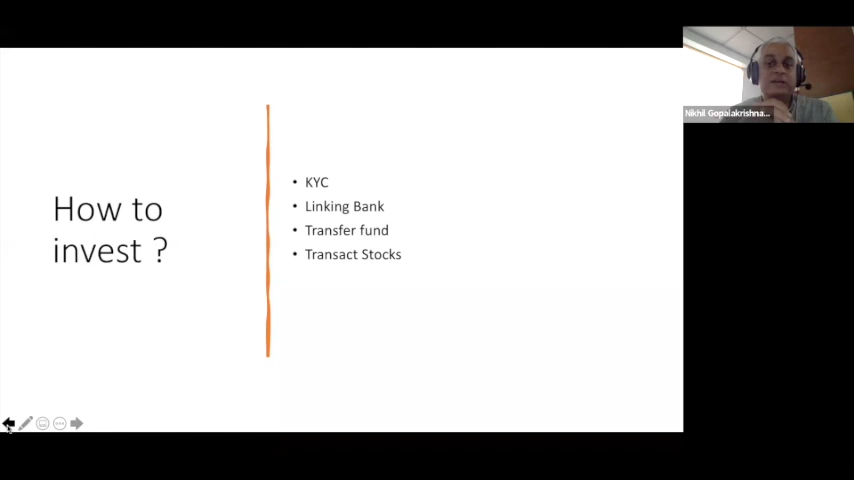 How to
invest ?
• KYC
• Linking Bank
• Transfer fund
• Transact Stocks
Nikhil Gopalakrishna...